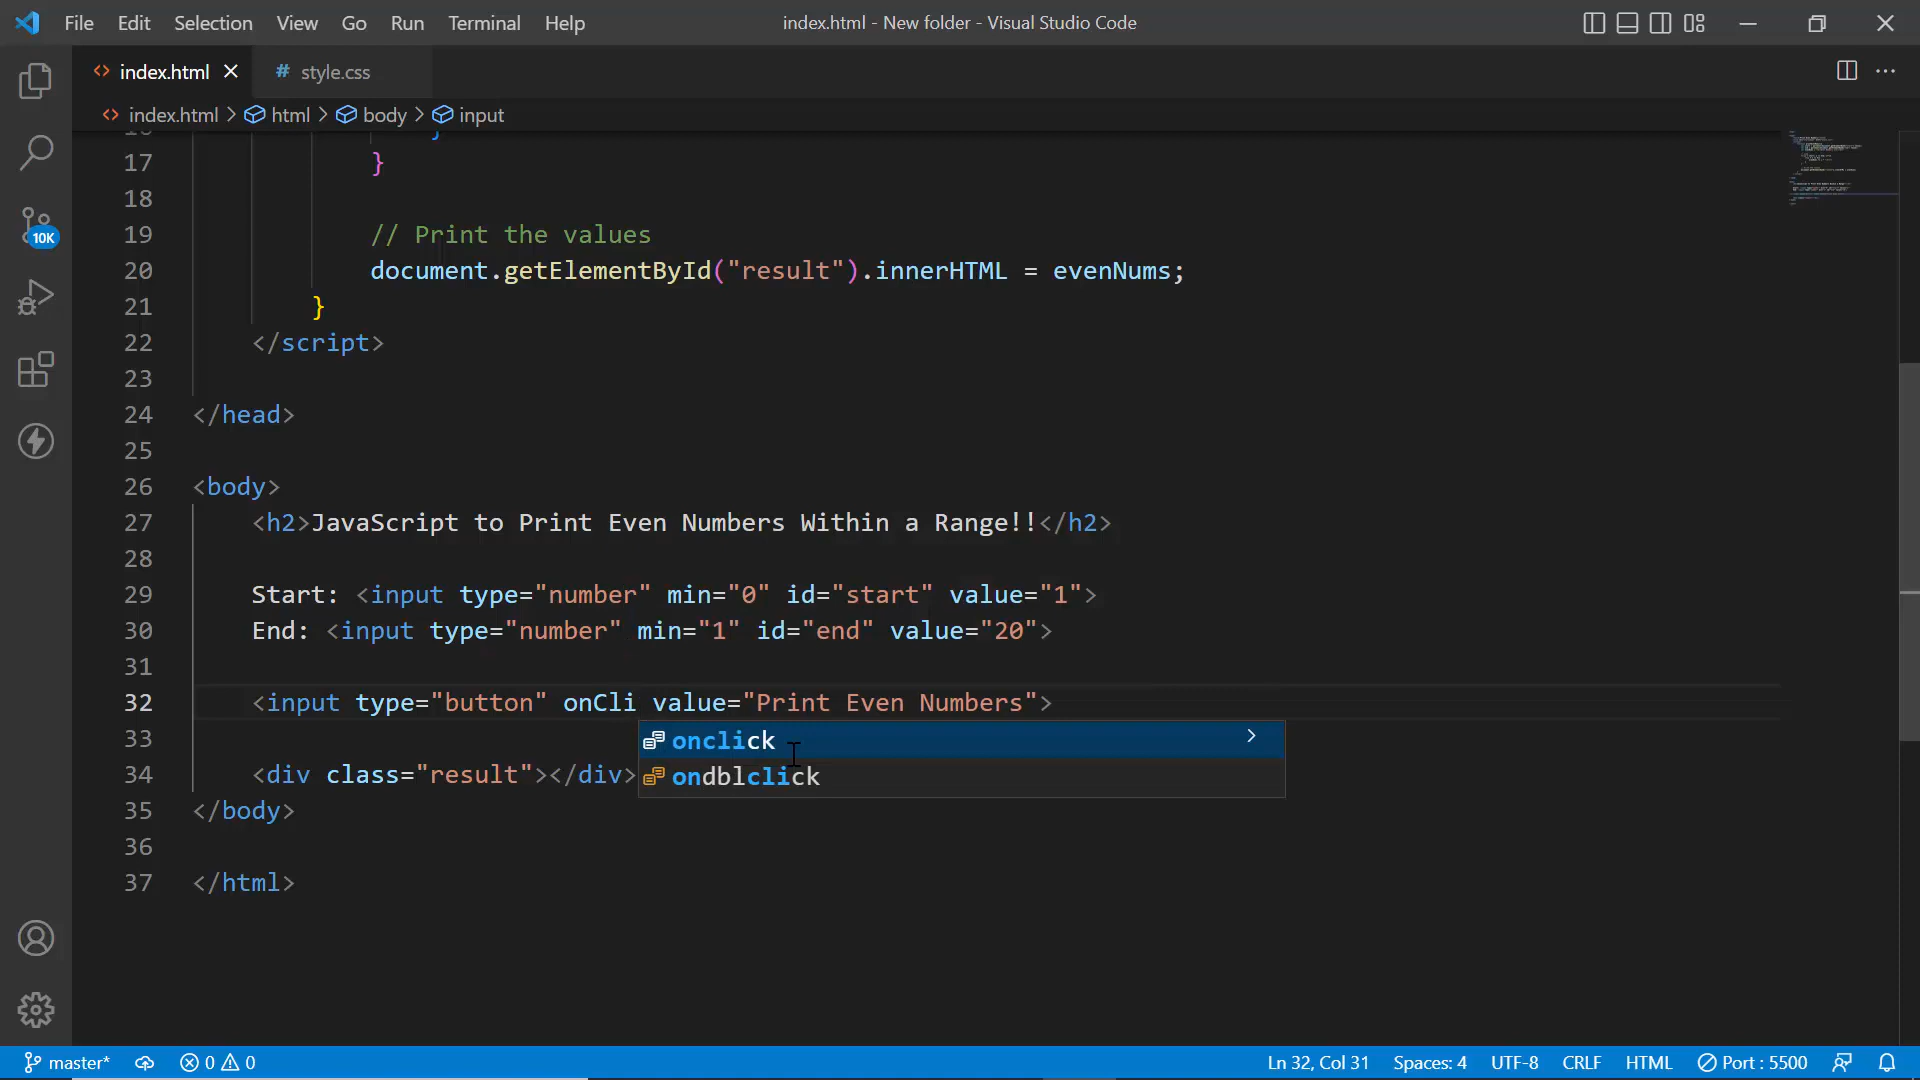 File Edit Selection View Go Run Terminal Help index.html - New folder - Visual Studio Code
index.html # style.css
index.html > html > body > input
}
17 }
18
19 // Print the values
20 document.getElementById("result").innerHTML = evenNums;
21 }
22 </script>
23
24 </head>
25
26 <body>
27 <h2>JavaScript to Print Even Numbers Within a Range!!</h2>
28
29 Start: <input type="number" min="0" id="start" value="1">
30 End: <input type="number" min="1" id="end" value="20">
31
32 <input type="button" onCli value="Print Even Numbers">
33 onclick
34 <div class="result"></div> ondblclick
35 </body>
36
37 </html>
10K
master* 0 0 Ln 32, Col 31 Spaces: 4 UTF-8 CRLF HTML Port : 5500